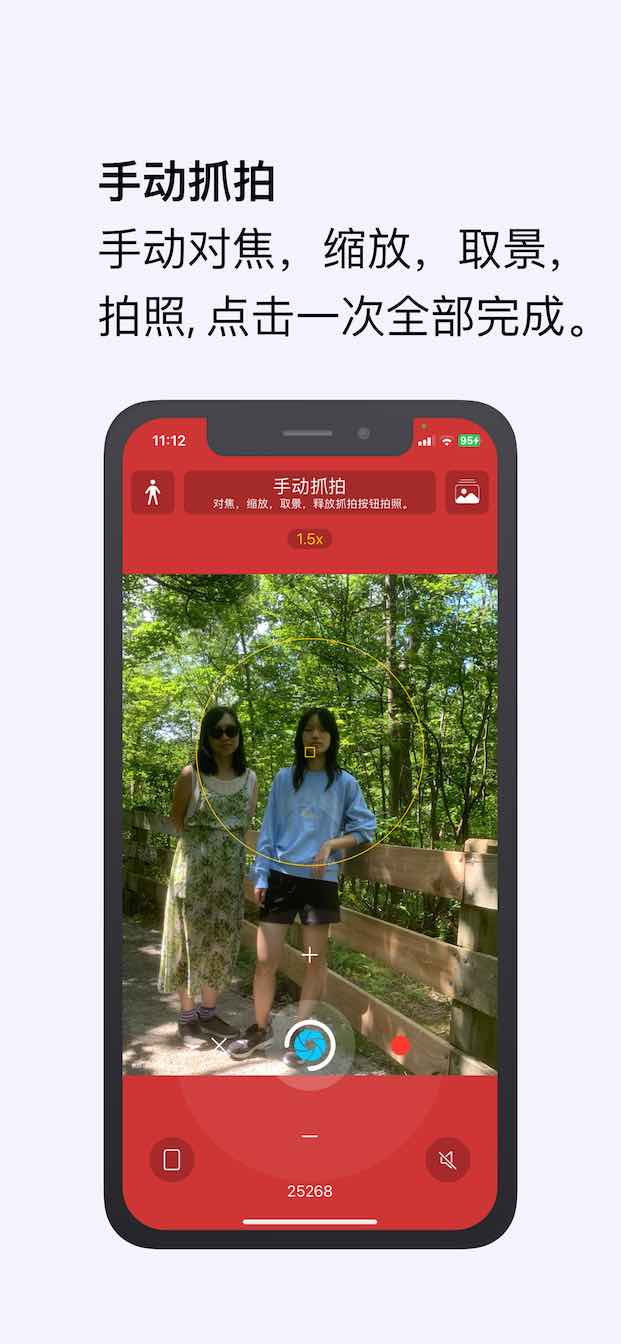 手动抓拍
手动对焦，缩放，取景，
拍照, 点击一次全部完成。
11:12
95
手动抓拍
对焦，缩放，取景，释放抓拍按钮拍照。
1.5x
25268